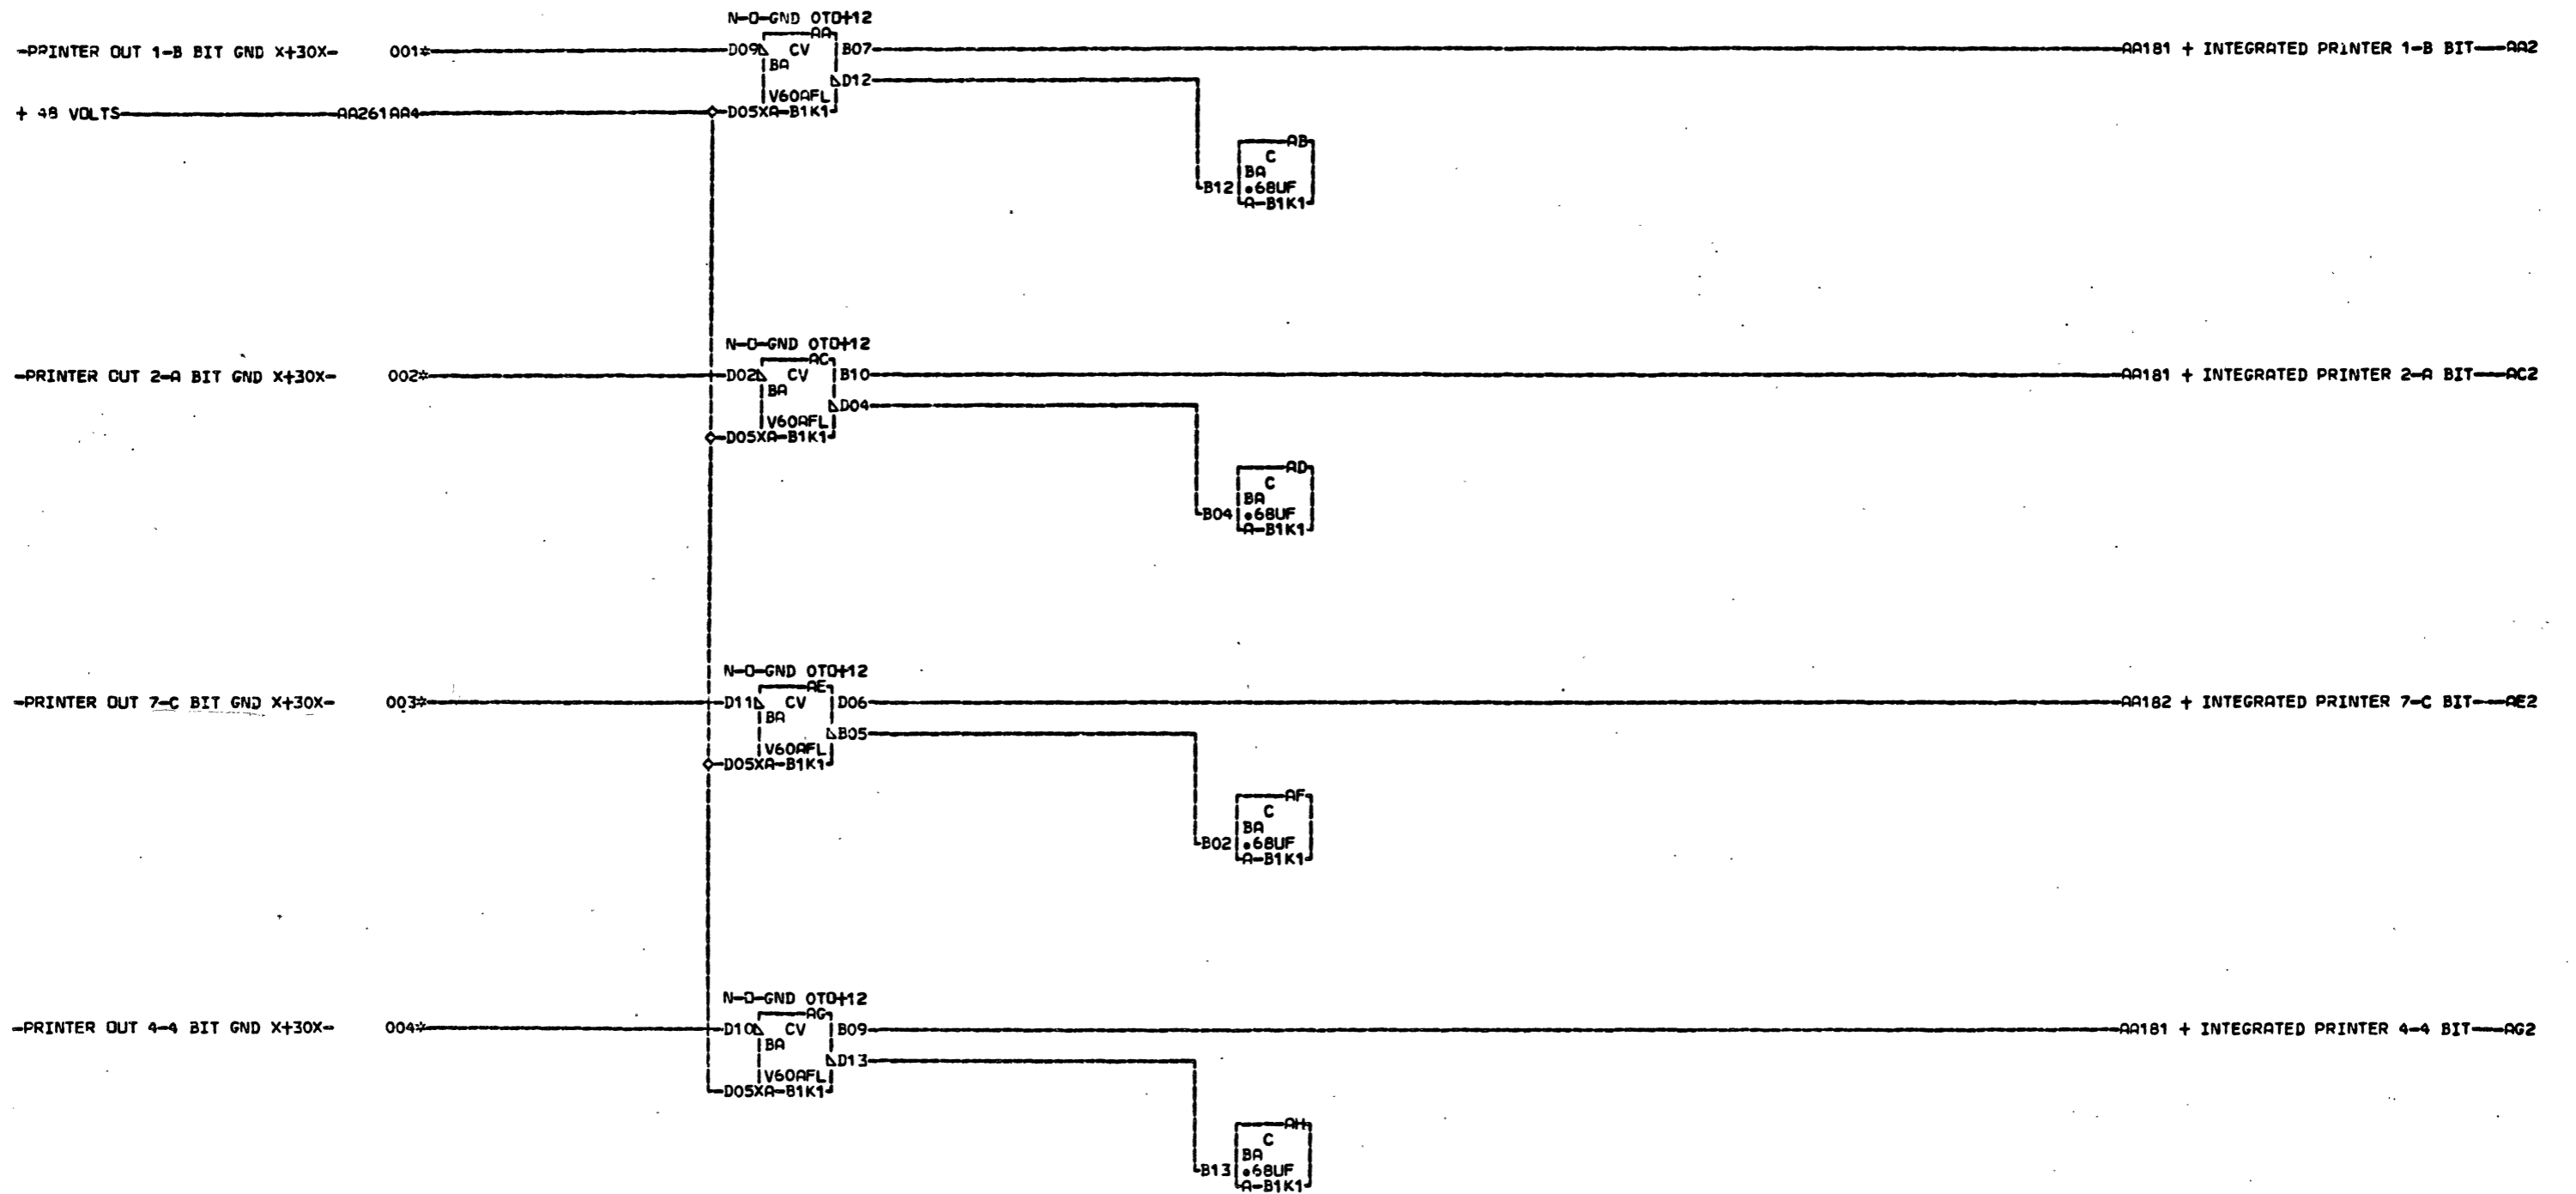 N-O-GND OTO+12
AA
-PRINTER OUT 1-B BIT GND X+30X- 001* D09 CV B07 AA181 + INTEGRATED PRINTER 1-B BIT AA2
BA
D12
V60AFL
+ 48 VOLTS AA261AA4 D05XA-B1K1
AB
C
BA
B12 .68UF
A-B1K1
N-O-GND OTO+12
AC
-PRINTER OUT 2-A BIT GND X+30X- 002* D02 CV B10 AA181 + INTEGRATED PRINTER 2-A BIT AC2
BA
D04
V60AFL
D05XA-B1K1
AD
C
BA
B04 .68UF
A-B1K1
N-O-GND OTO+12
AE
-PRINTER OUT 7-C BIT GND X+30X- 003* D11 CV D06 AA182 + INTEGRATED PRINTER 7-C BIT AE2
BA
B05
V60AFL
D05XA-B1K1
AF
C
BA
B02 .68UF
A-B1K1
N-O-GND OTO+12
AG
-PRINTER OUT 4-4 BIT GND X+30X- 004* D10 CV B09 AA181 + INTEGRATED PRINTER 4-4 BIT AG2
BA
D13
V60AFL
D05XA-B1K1
AH
C
BA
B13 .68UF
A-B1K1